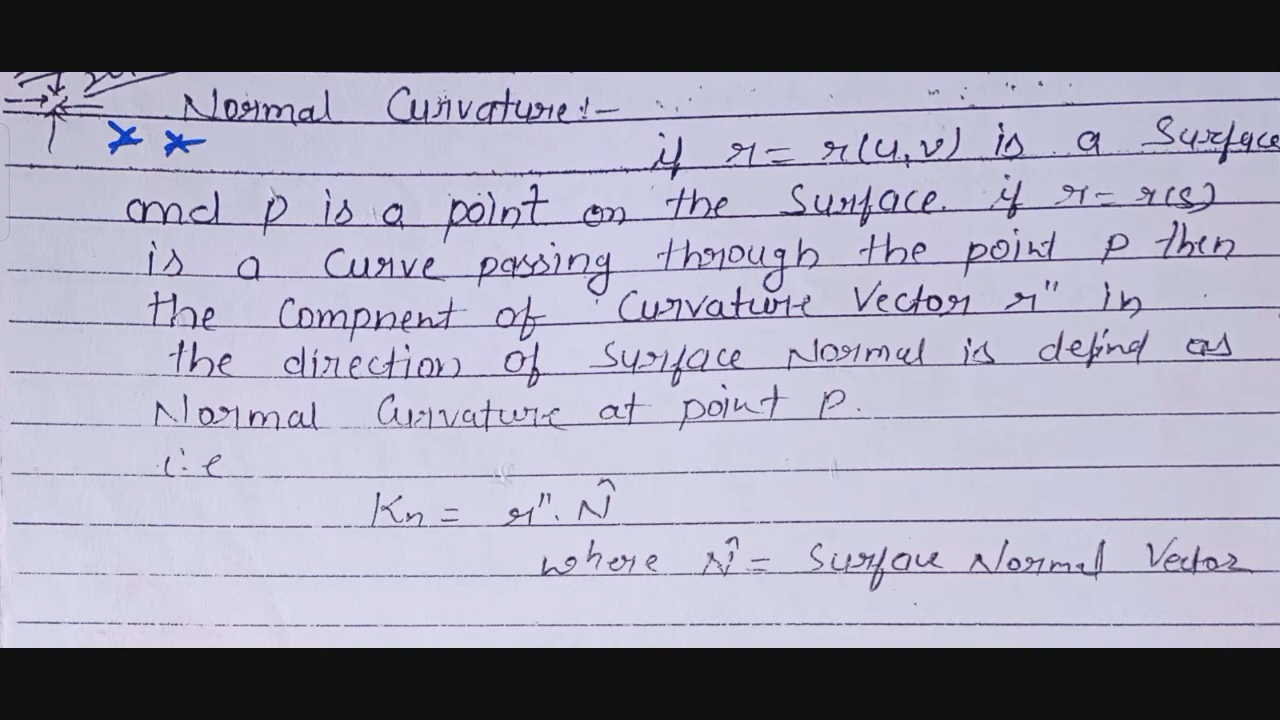 Normal Curvature:-
if r = r(u,v) is a Surface
and p is a point on the surface. if r = r(s)
is a curve passing through the point p then
the compnent of curvature vector r" in
the direction of surface Normal is defind as
Normal Curvature at point p.
i.e
Kn = r". N̂
where N̂ = Surface Normal Vector